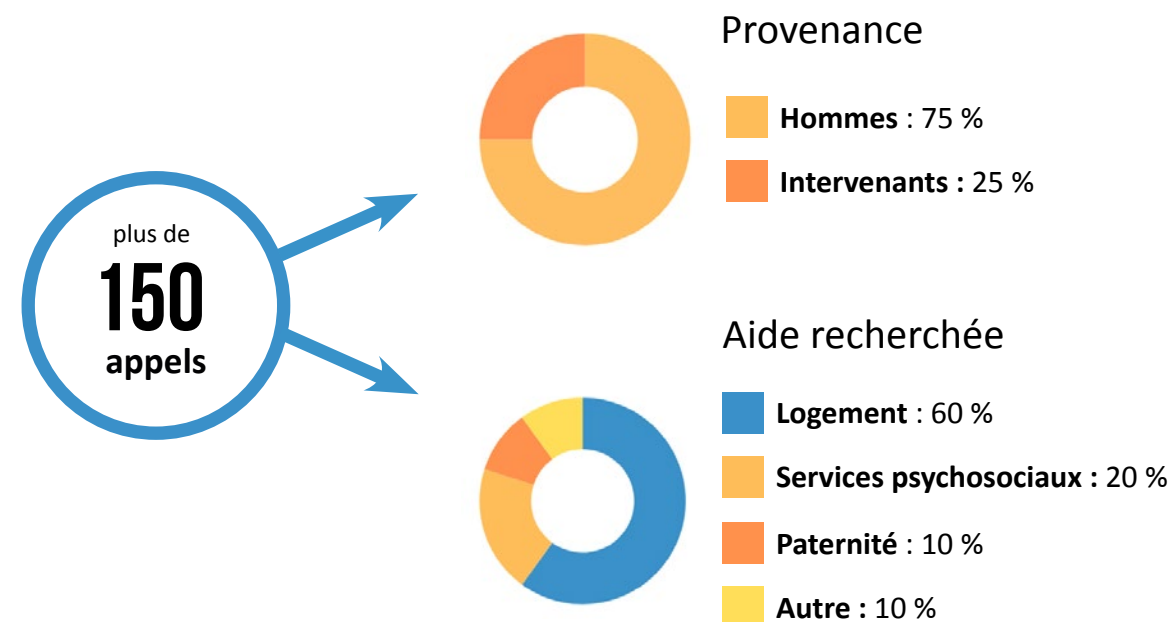 plus de
150
appels
Provenance
Hommes : 75 %
Intervenants : 25 %
Aide recherchée
Logement : 60 %
Services psychosociaux : 20 %
Paternité : 10 %
Autre : 10 %